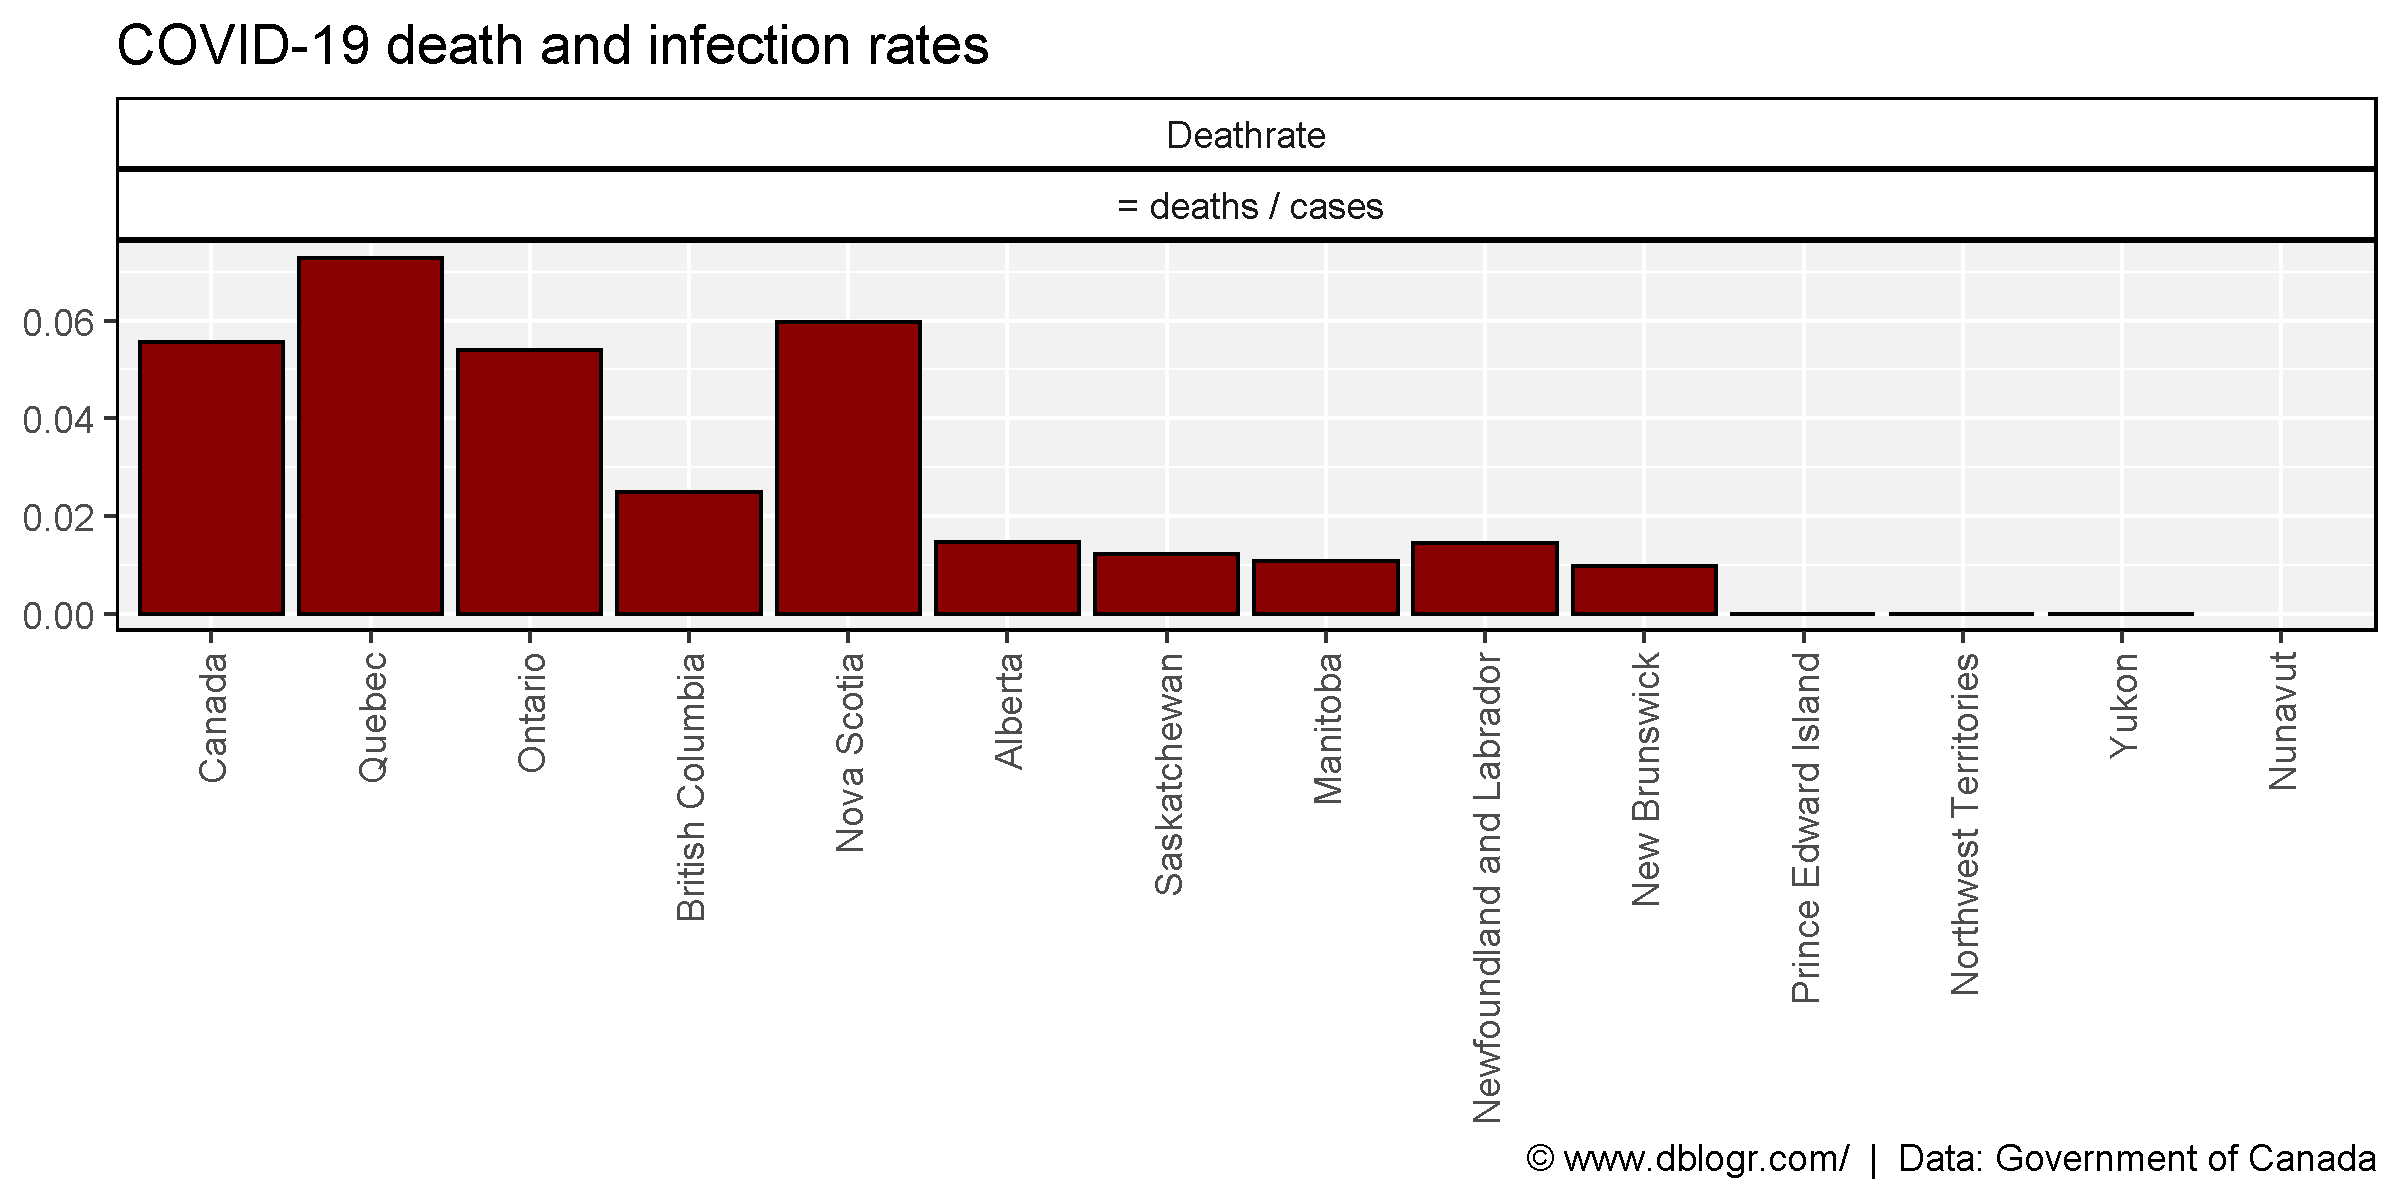 COVID-19 death and infection rates
Deathrate
= deaths / cases
0.06
0.04
0.02
0.00
Canada
Quebec
Ontario
British Columbia
Nova Scotia
Alberta
Saskatchewan
Manitoba
Newfoundland and Labrador
New Brunswick
Prince Edward Island
Northwest Territories
Yukon
Nunavut
© www.dblogr.com/ | Data: Government of Canada